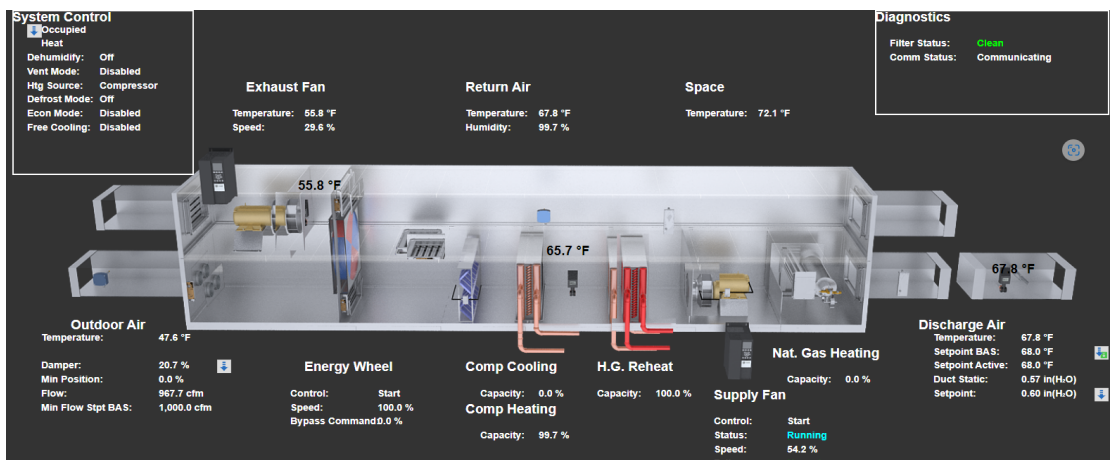 System Control
Occupied
Heat
Dehumidify: Off
Vent Mode: Disabled
Htg Source: Compressor
Defrost Mode: Off
Econ Mode: Disabled
Free Cooling: Disabled
Diagnostics
Filter Status: Clean
Comm Status: Communicating
Exhaust Fan
Temperature: 55.8 °F
Speed: 29.6 %
Return Air
Temperature: 67.8 °F
Humidity: 99.7 %
Space
Temperature: 72.1 °F
55.8 °F
65.7 °F
67.8 °F
Outdoor Air
Temperature: 47.6 °F
Damper: 20.7 %
Min Position: 0.0 %
Flow: 967.7 cfm
Min Flow Stpt BAS: 1,000.0 cfm
Energy Wheel
Control: Start
Speed: 100.0 %
Bypass Command: 0.0 %
Comp Cooling
Capacity: 0.0 %
Comp Heating
Capacity: 99.7 %
H.G. Reheat
Capacity: 100.0 %
Supply Fan
Control: Start
Status: Running
Speed: 54.2 %
Nat. Gas Heating
Capacity: 0.0 %
Discharge Air
Temperature: 67.8 °F
Setpoint BAS: 68.0 °F
Setpoint Active: 68.0 °F
Duct Static: 0.57 in(H₂O)
Setpoint: 0.60 in(H₂O)